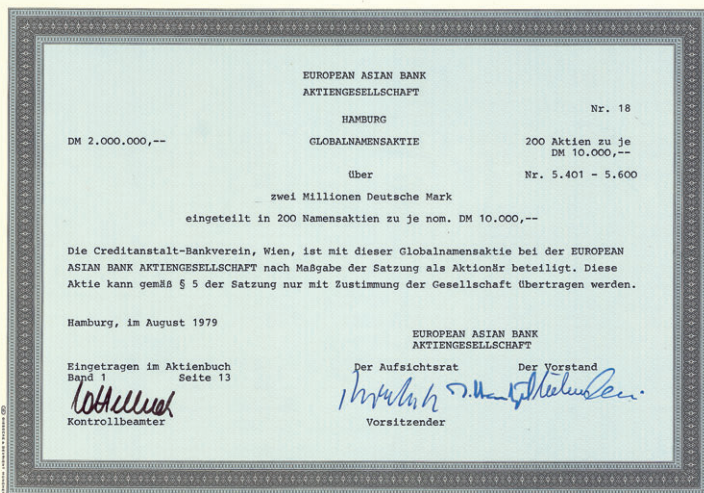 EUROPEAN ASIAN BANK
AKTIENGESELLSCHAFT
Nr. 18
HAMBURG
DM 2.000.000,-- GLOBALNAMENSAKTIE 200 Aktien zu je
DM 10.000,--
über Nr. 5.401 - 5.600
zwei Millionen Deutsche Mark
eingeteilt in 200 Namensaktien zu je nom. DM 10.000,--
Die Creditanstalt-Bankverein, Wien, ist mit dieser Globalnamensaktie bei der EUROPEAN
ASIAN BANK AKTIENGESELLSCHAFT nach Maßgabe der Satzung als Aktionär beteiligt. Diese
Aktie kann gemäß § 5 der Satzung nur mit Zustimmung der Gesellschaft übertragen werden.
Hamburg, im August 1979
EUROPEAN ASIAN BANK
AKTIENGESELLSCHAFT
Eingetragen im Aktienbuch Der Aufsichtsrat Der Vorstand
Band 1 Seite 13
Kontrollbeamter Vorsitzender